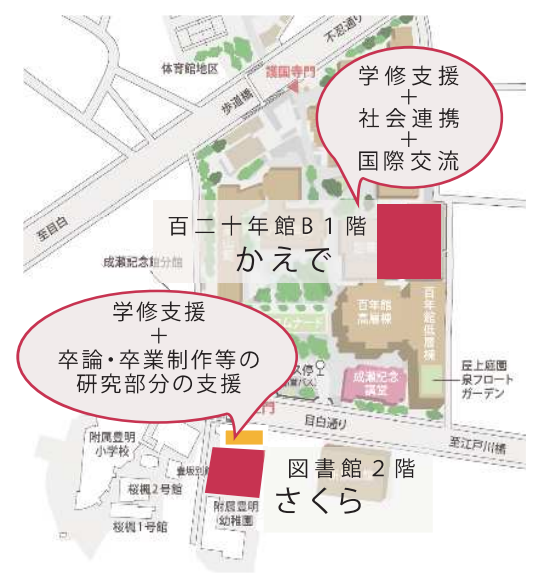 不忍通り
体育館地区
護国寺門
歩道橋
学修支援
+
社会連携
+
国際交流
至目白
百二十年館B1階
かえで
成瀬記念館分館
百年館
高層棟
百年館低層棟
学修支援
+
卒論・卒業制作等の
研究部分の支援
成瀬記念
講堂
屋上庭園
泉フロート
ガーデン
目白通り
至江戸川橋
附属豊明
小学校
桜楓2号館
桜楓1号館
図書館2階
さくら
附属豊明
幼稚園